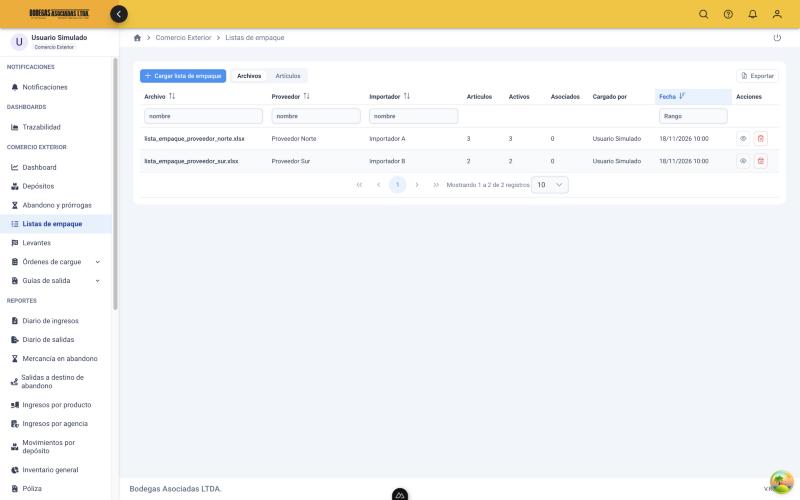 BODEGAS ASOCIADAS LTDA.
U
Usuario Simulado
Comercio Exterior
NOTIFICACIONES
Notificaciones
DASHBOARDS
Trazabilidad
COMERCIO EXTERIOR
Dashboard
Depósitos
Abandono y prórrogas
Listas de empaque
Levantes
Órdenes de cargue
Guías de salida
REPORTES
Diario de ingresos
Diario de salidas
Mercancía en abandono
Salidas a destino de
abandono
Ingresos por producto
Ingresos por agencia
Movimientos por
depósito
Inventario general
Póliza
Comercio Exterior > Listas de empaque
+ Cargar lista de empaque Archivos Artículos Exportar
Archivo Proveedor Importador Artículos Activos Asociados Cargado por Fecha Acciones
nombre nombre nombre Rango
lista_empaque_proveedor_norte.xlsx Proveedor Norte Importador A 3 3 0 Usuario Simulado 18/11/2026 10:00
lista_empaque_proveedor_sur.xlsx Proveedor Sur Importador B 2 2 0 Usuario Simulado 18/11/2026 10:00
« ‹ 1 › » Mostrando 1 a 2 de 2 registros 10
Bodegas Asociadas LTDA.